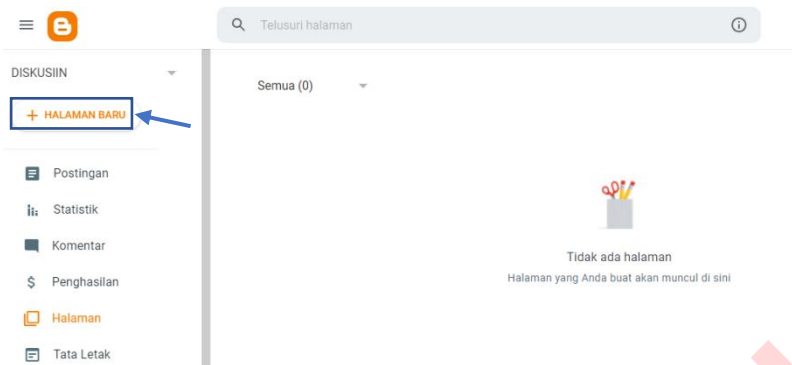 Telusuri halaman
DISKUSIIN
Semua (0)
+ HALAMAN BARU
Postingan
Statistik
Komentar
Penghasilan
Halaman
Tata Letak
Tidak ada halaman
Halaman yang Anda buat akan muncul di sini